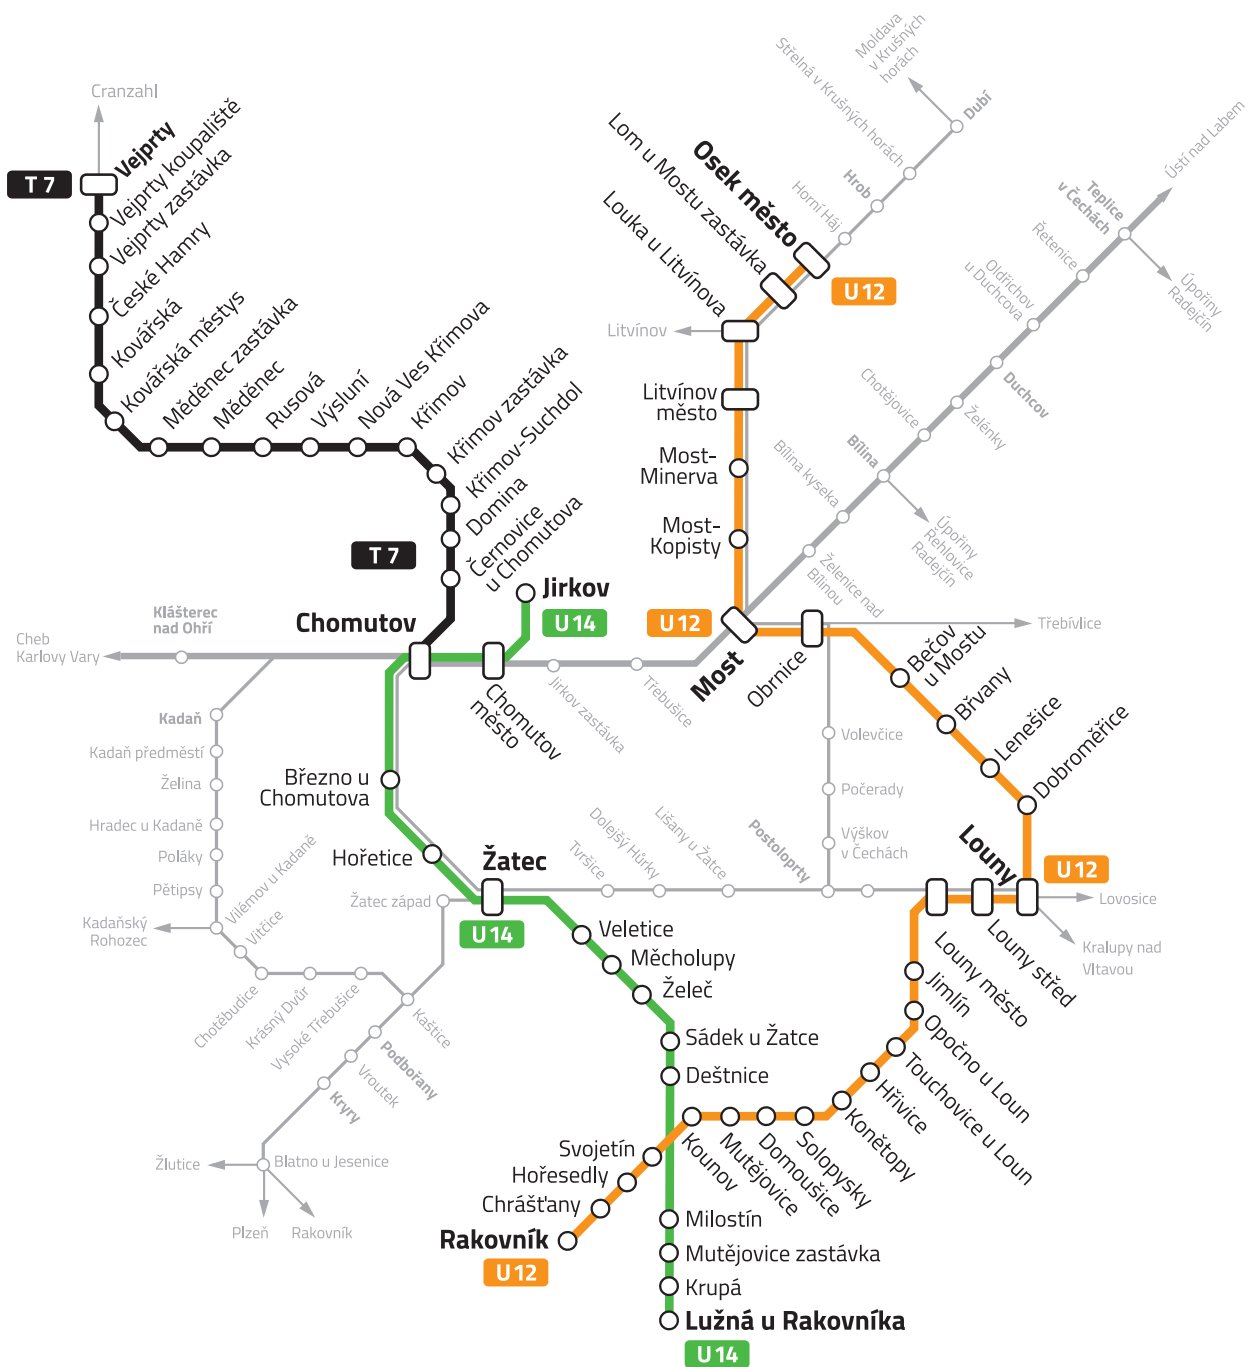 Cranzahl
T 7
Vejprty
Vejprty koupaliště
Vejprty zastávka
České Hamry
Kovářská
Kovářská městys
Měděnec zastávka
Měděnec
Rusová
Výsluní
Nová Ves Křimova
Křimov
Křimov zastávka
Křimov-Suchdol
Domina
Černovice
u Chomutova
T 7
Moldava
v Krušných
horách
Střelná v Krušných horách
Dubí
Hrob
Horní Háj
Osek město
Lom u Mostu zastávka
Louka u Litvínova
U 12
Litvínov
Litvínov
město
Most-
Minerva
Most-
Kopisty
U 12
Most
Ústí nad Labem
Teplice
v Čechách
Úpořiny
Radejčín
Řetenice
Oldřichov
u Duchcova
Duchcov
Želénky
Chotějovice
Bílina
Úpořiny
Řehlovice
Radejčín
Bílina kyseka
Želenice nad
Bílinou
Jirkov
U 14
Chomutov
Chomutov
město
Jirkov zastávka
Třebušice
Klášterec
nad Ohří
Cheb
Karlovy Vary
Obrnice
Třebívlice
Bečov
u Mostu
Břvany
Lenešice
Dobroměřice
Volevčice
Počerady
Výškov
v Čechách
Kadaň
Kadaň předměstí
Želina
Hradec u Kadaně
Poláky
Pětipsy
Vilémov u Kadaně
Kadaňský
Rohozec
Vitčice
Chotěbudice
Krásný Dvůr
Vysoké Třebušice
Kaštice
Podbořany
Vroutek
Kryry
Blatno u Jesenice
Žlutice
Plzeň
Rakovník
Březno u
Chomutova
Hořetice
Žatec
Žatec západ
U 14
Tvršice
Dolejší Hůrky
Lišany u Žatce
Postoloprty
Louny
U 12
Lovosice
Kralupy nad
Vltavou
Louny střed
Louny město
Jimlín
Opočno u Loun
Touchovice u Loun
Hřivice
Konětopy
Solopysky
Domoušice
Mutějovice
Kounov
Veletice
Měcholupy
Želeč
Sádek u Žatce
Deštnice
Svojetín
Hořesedly
Chrášťany
Rakovník
U 12
Milostín
Mutějovice zastávka
Krupá
Lužná u Rakovníka
U 14